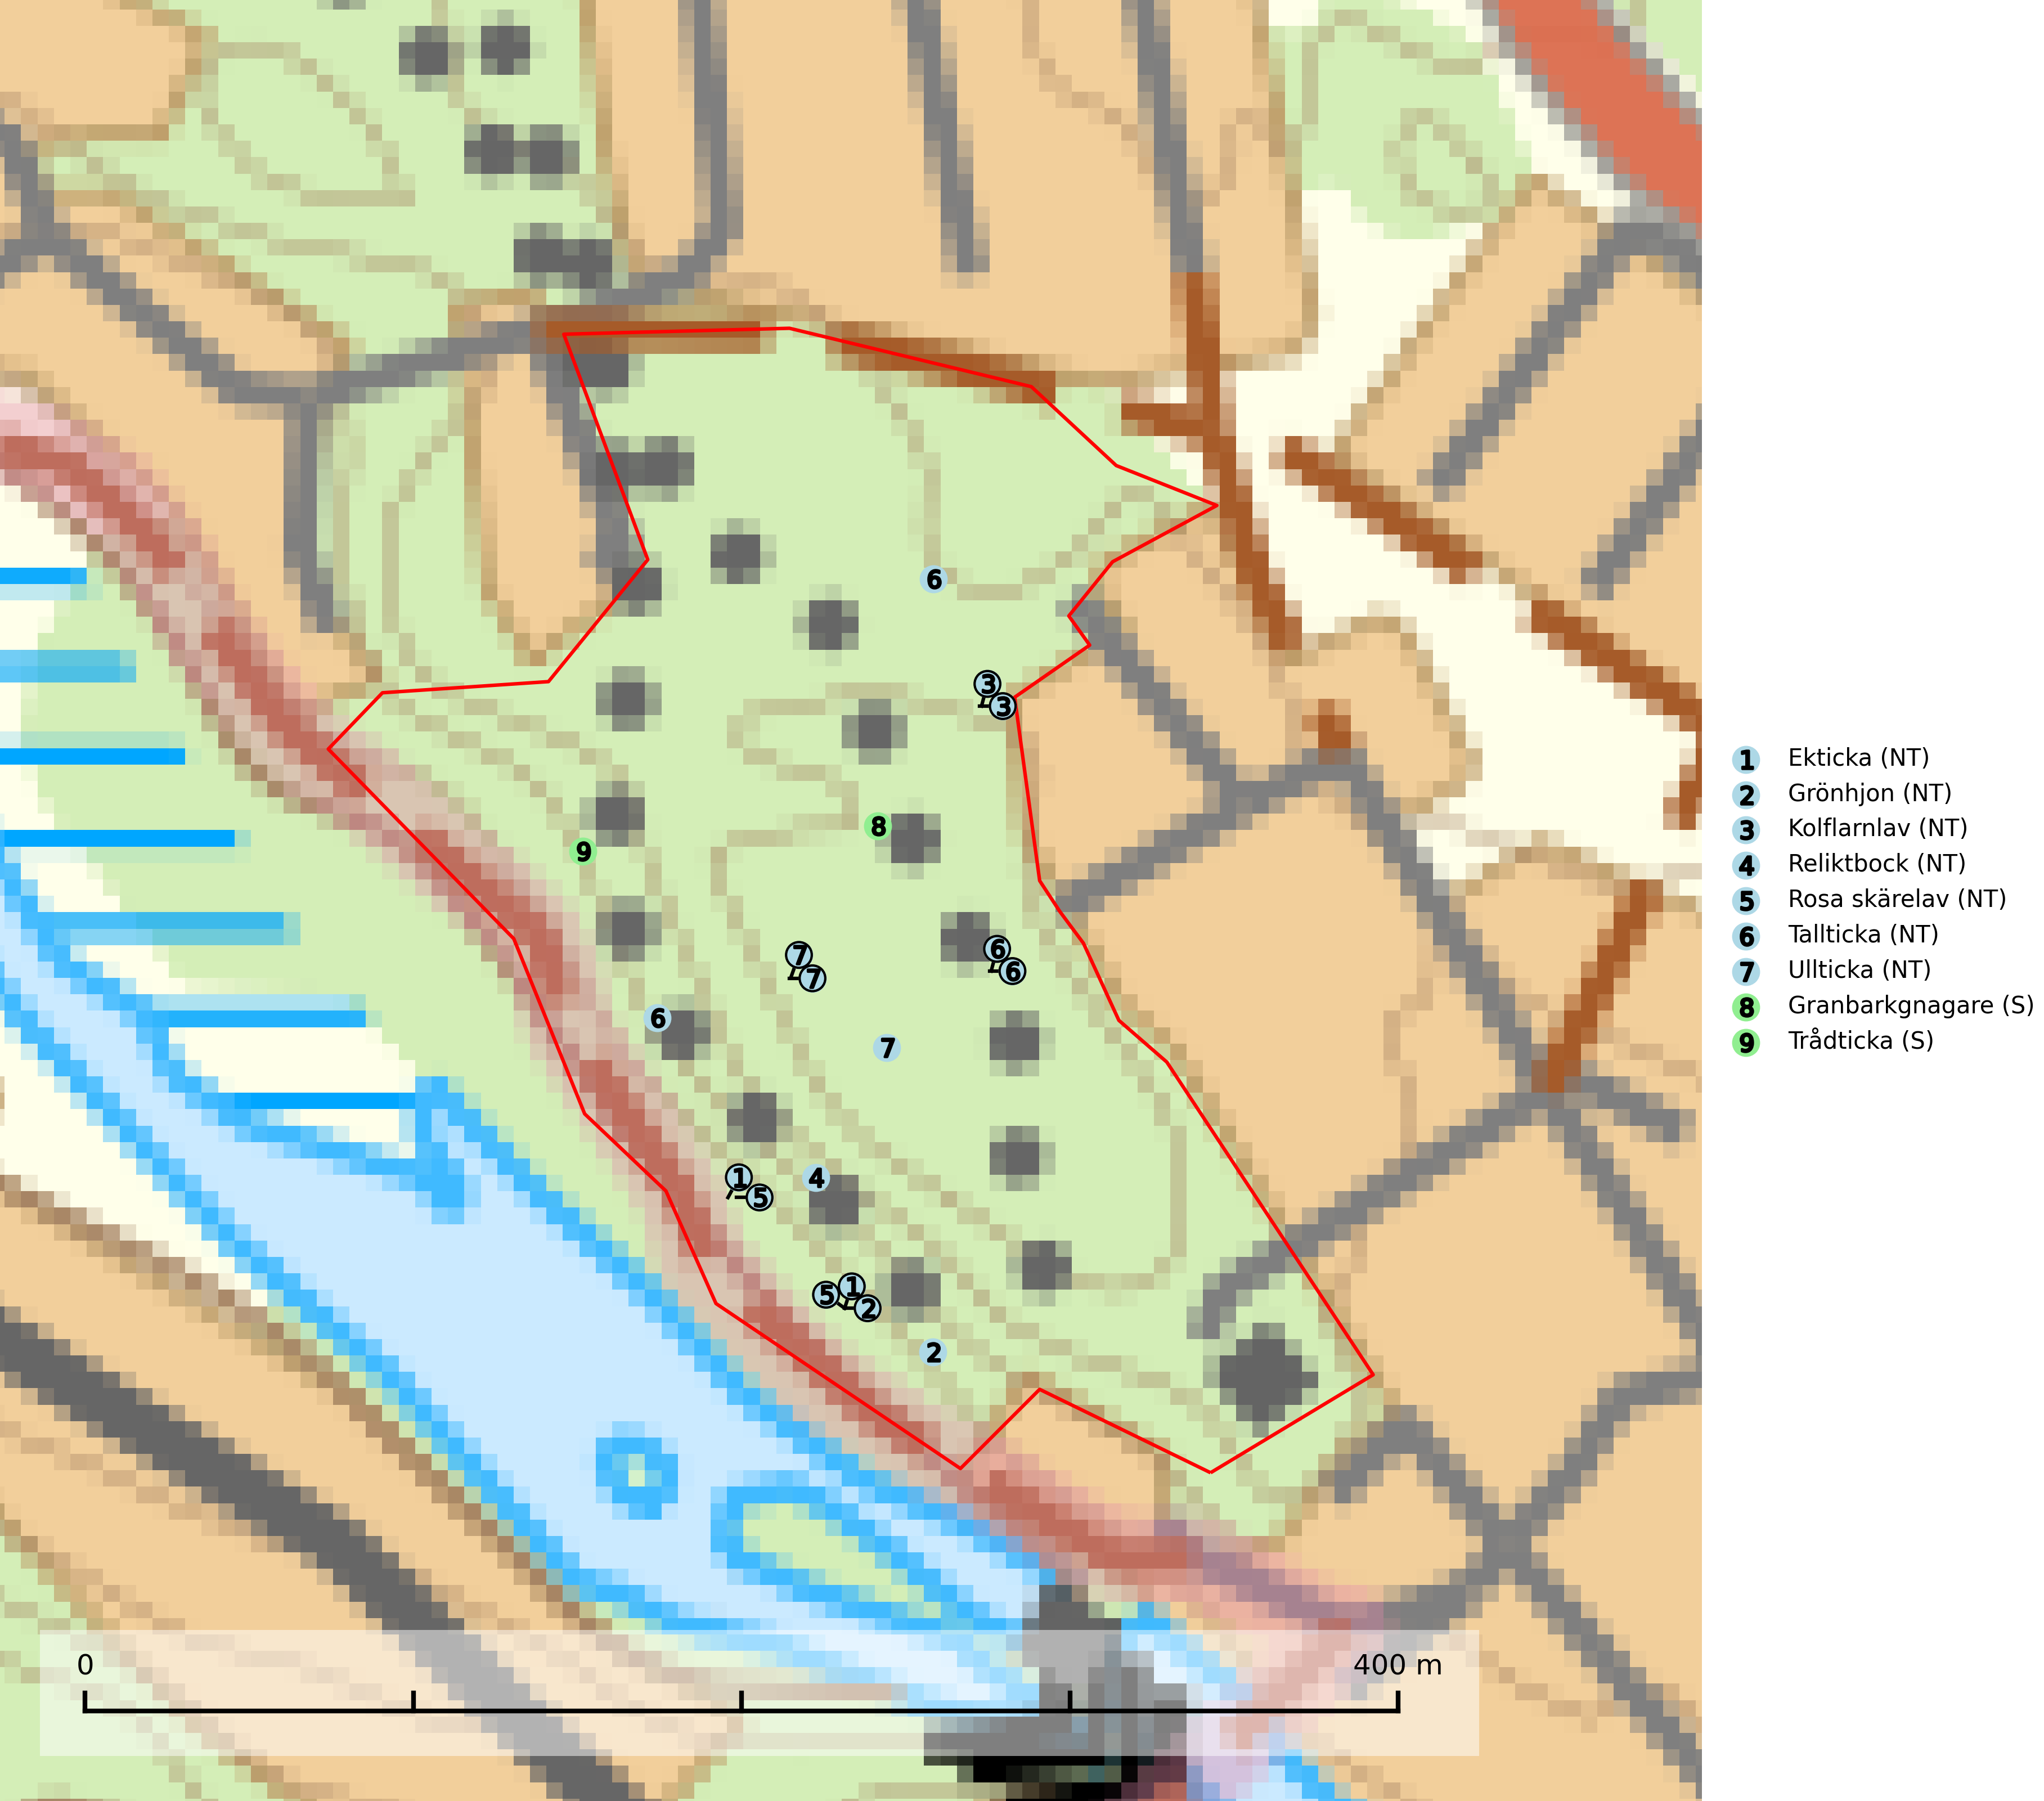 6
3
3
8
9
7
7
6
6
6
7
1
5
4
5
1
2
2
0
400 m
1 Ekticka (NT)
2 Grönhjon (NT)
3 Kolflarnlav (NT)
4 Reliktbock (NT)
5 Rosa skärelav (NT)
6 Tallticka (NT)
7 Ullticka (NT)
8 Granbarkgnagare (S)
9 Trådticka (S)